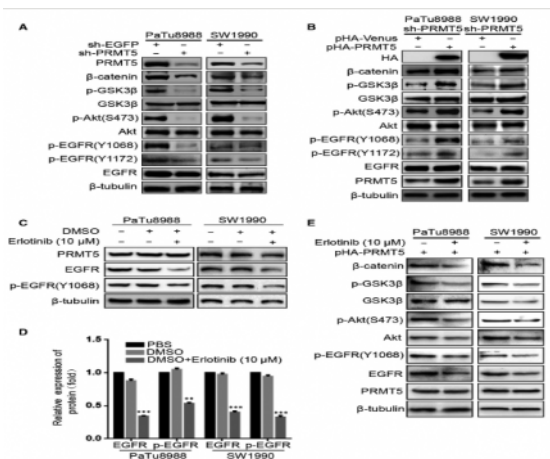 A
PaTu8988 SW1990
sh-EGFP + − + −
sh-PRMT5 − + − +
PRMT5
β-catenin
p-GSK3β
GSK3β
p-Akt(S473)
Akt
p-EGFR(Y1068)
p-EGFR(Y1172)
EGFR
β-tubulin
B
PaTu8988 SW1990
sh-PRMT5 sh-PRMT5
pHA-Venus + − + −
pHA-PRMT5 − + − +
HA
β-catenin
p-GSK3β
GSK3β
p-Akt(S473)
Akt
p-EGFR(Y1068)
p-EGFR(Y1172)
EGFR
PRMT5
β-tubulin
C
PaTu8988 SW1990
DMSO − + + − + +
Erlotinib (10 μM) − − + − − +
PRMT5
EGFR
p-EGFR(Y1068)
β-tubulin
D
Relative expression of
protein (fold)
1.5
1.0
0.5
0.0
PBS
DMSO
DMSO+Erlotinib (10 μM)
*** ** *** ***
EGFR p-EGFR EGFR p-EGFR
PaTu8988 SW1990
E
PaTu8988 SW1990
Erlotinib (10 μM) − + − +
pHA-PRMT5 + + + +
β-catenin
p-GSK3β
GSK3β
p-Akt(S473)
Akt
p-EGFR(Y1068)
EGFR
PRMT5
β-tubulin